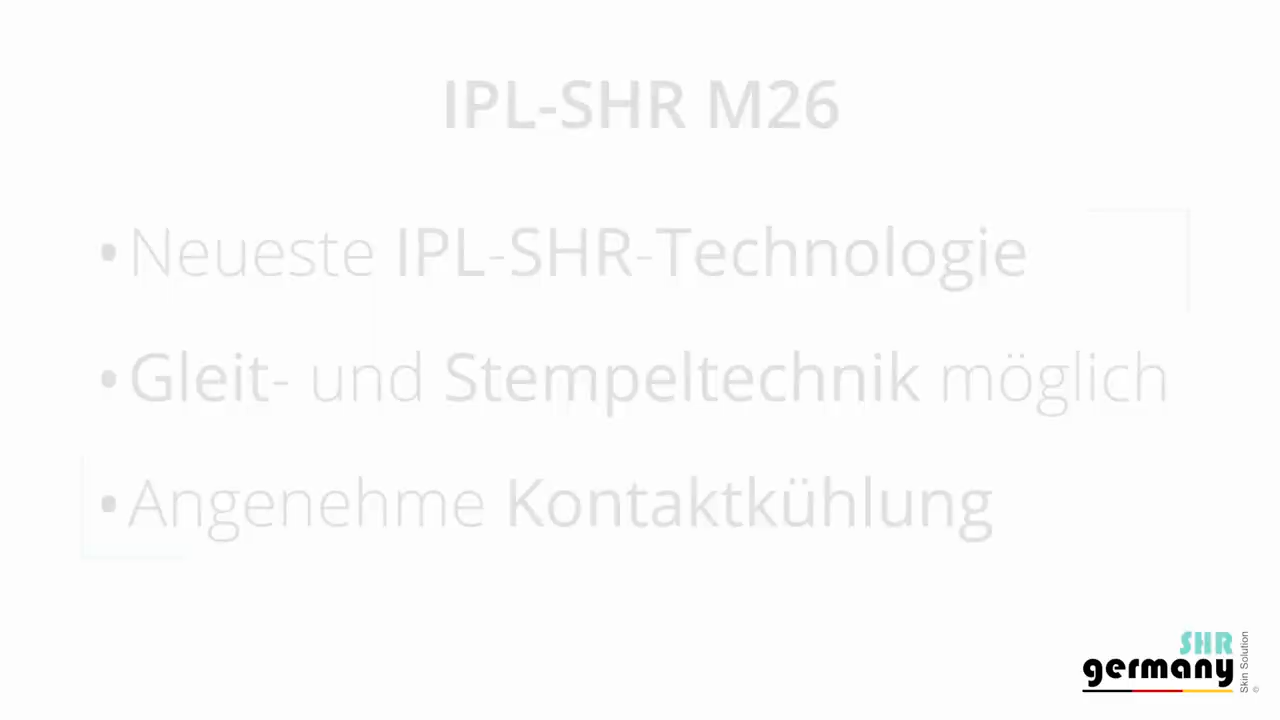 IPL-SHR M26
• Neueste IPL-SHR-Technologie
• Gleit- und Stempeltechnik möglich
• Angenehme Kontaktkühlung
SHR
germany
Skin Solution
©